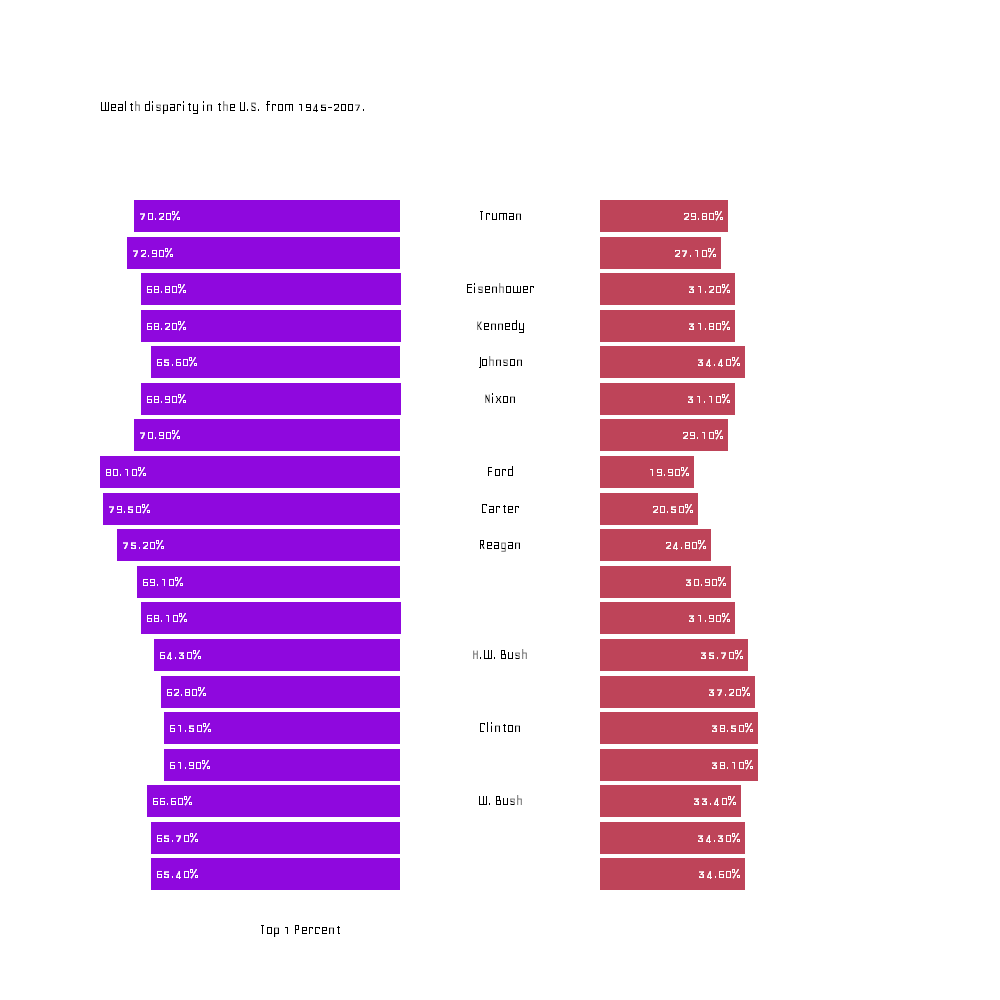 Wealth disparity in the U.S. from 1945-2007.
70.20% Truman 29.80%
72.90% 27.10%
68.80% Eisenhower 31.20%
68.20% Kennedy 31.80%
65.60% Johnson 34.40%
68.90% Nixon 31.10%
70.90% 29.10%
80.10% Ford 19.90%
79.50% Carter 20.50%
75.20% Reagan 24.80%
69.10% 30.90%
68.10% 31.90%
64.30% H.W. Bush 35.70%
62.80% 37.20%
61.50% Clinton 38.50%
61.90% 38.10%
66.60% W. Bush 33.40%
65.70% 34.30%
65.40% 34.60%
Top 1 Percent